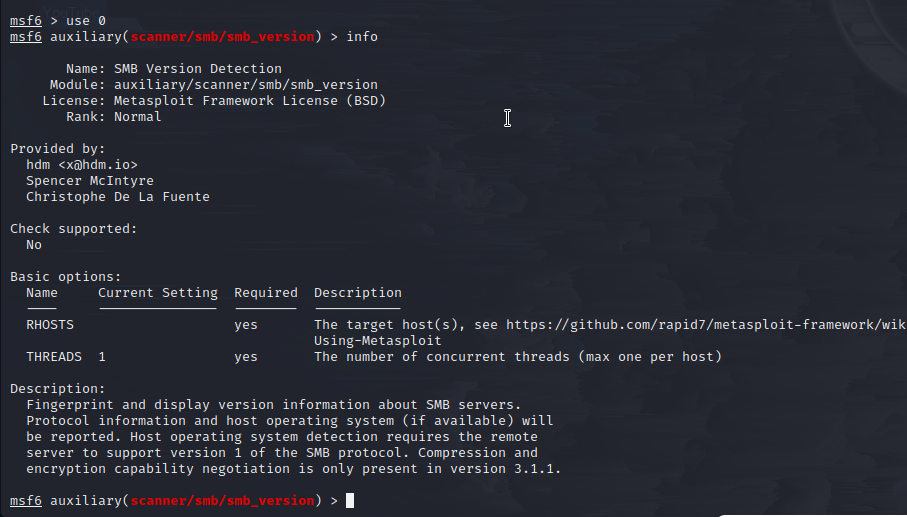 msf6 > use 0
msf6 auxiliary(scanner/smb/smb_version) > info
Name: SMB Version Detection
Module: auxiliary/scanner/smb/smb_version
License: Metasploit Framework License (BSD)
Rank: Normal
Provided by:
hdm <x@hdm.io>
Spencer McIntyre
Christophe De La Fuente
Check supported:
No
Basic options:
Name Current Setting Required Description
RHOSTS yes The target host(s), see https://github.com/rapid7/metasploit-framework/wik
Using-Metasploit
THREADS 1 yes The number of concurrent threads (max one per host)
Description:
Fingerprint and display version information about SMB servers.
Protocol information and host operating system (if available) will
be reported. Host operating system detection requires the remote
server to support version 1 of the SMB protocol. Compression and
encryption capability negotiation is only present in version 3.1.1.
msf6 auxiliary(scanner/smb/smb_version) >